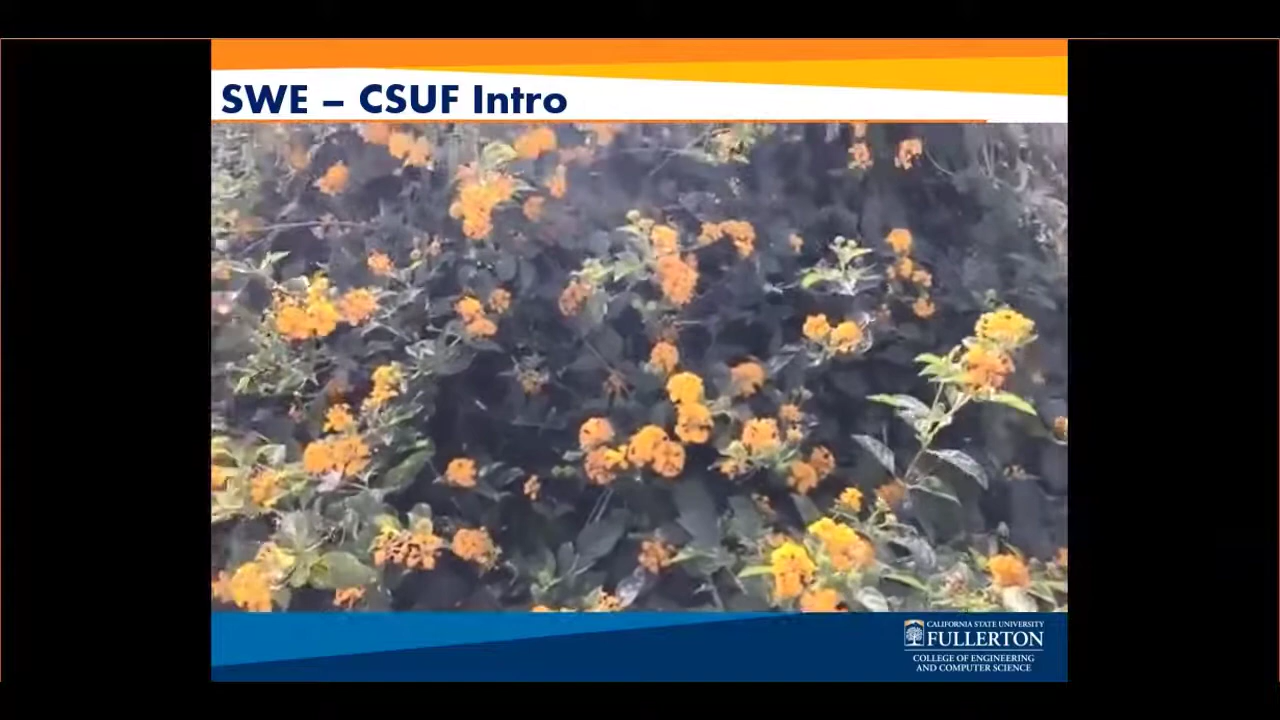 SWE – CSUF Intro
CALIFORNIA STATE UNIVERSITY
FULLERTON
COLLEGE OF ENGINEERING
AND COMPUTER SCIENCE